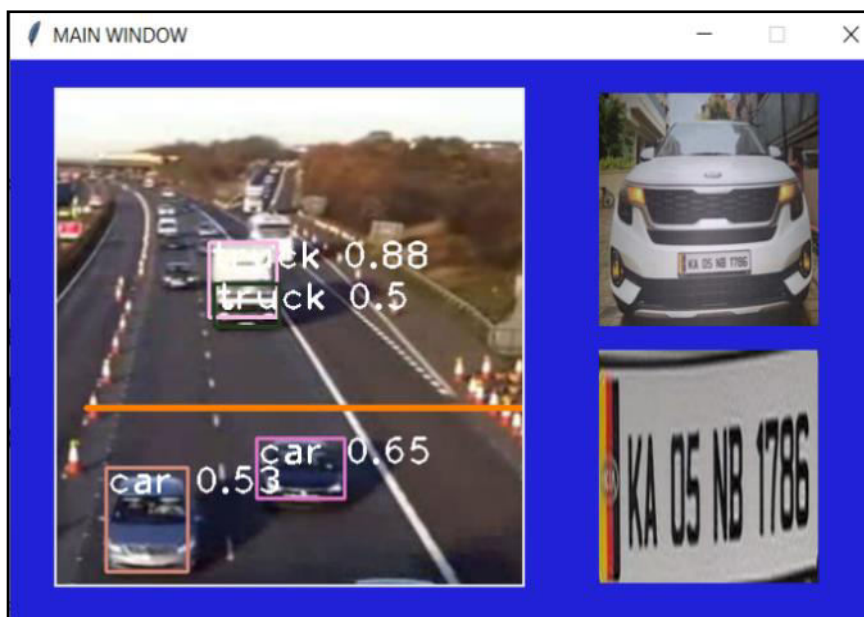 MAIN WINDOW
truck 0.88
truck 0.5
car 0.65
car 0.53
KA 05 NB 1786
KA 05 NB 1786